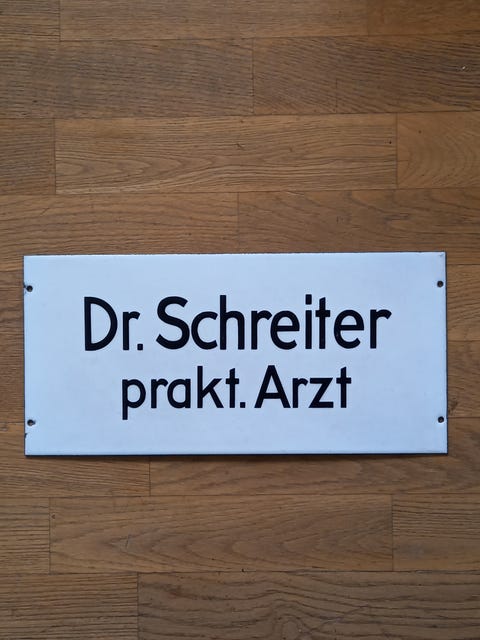 Dr. Schreiter
prakt. Arzt